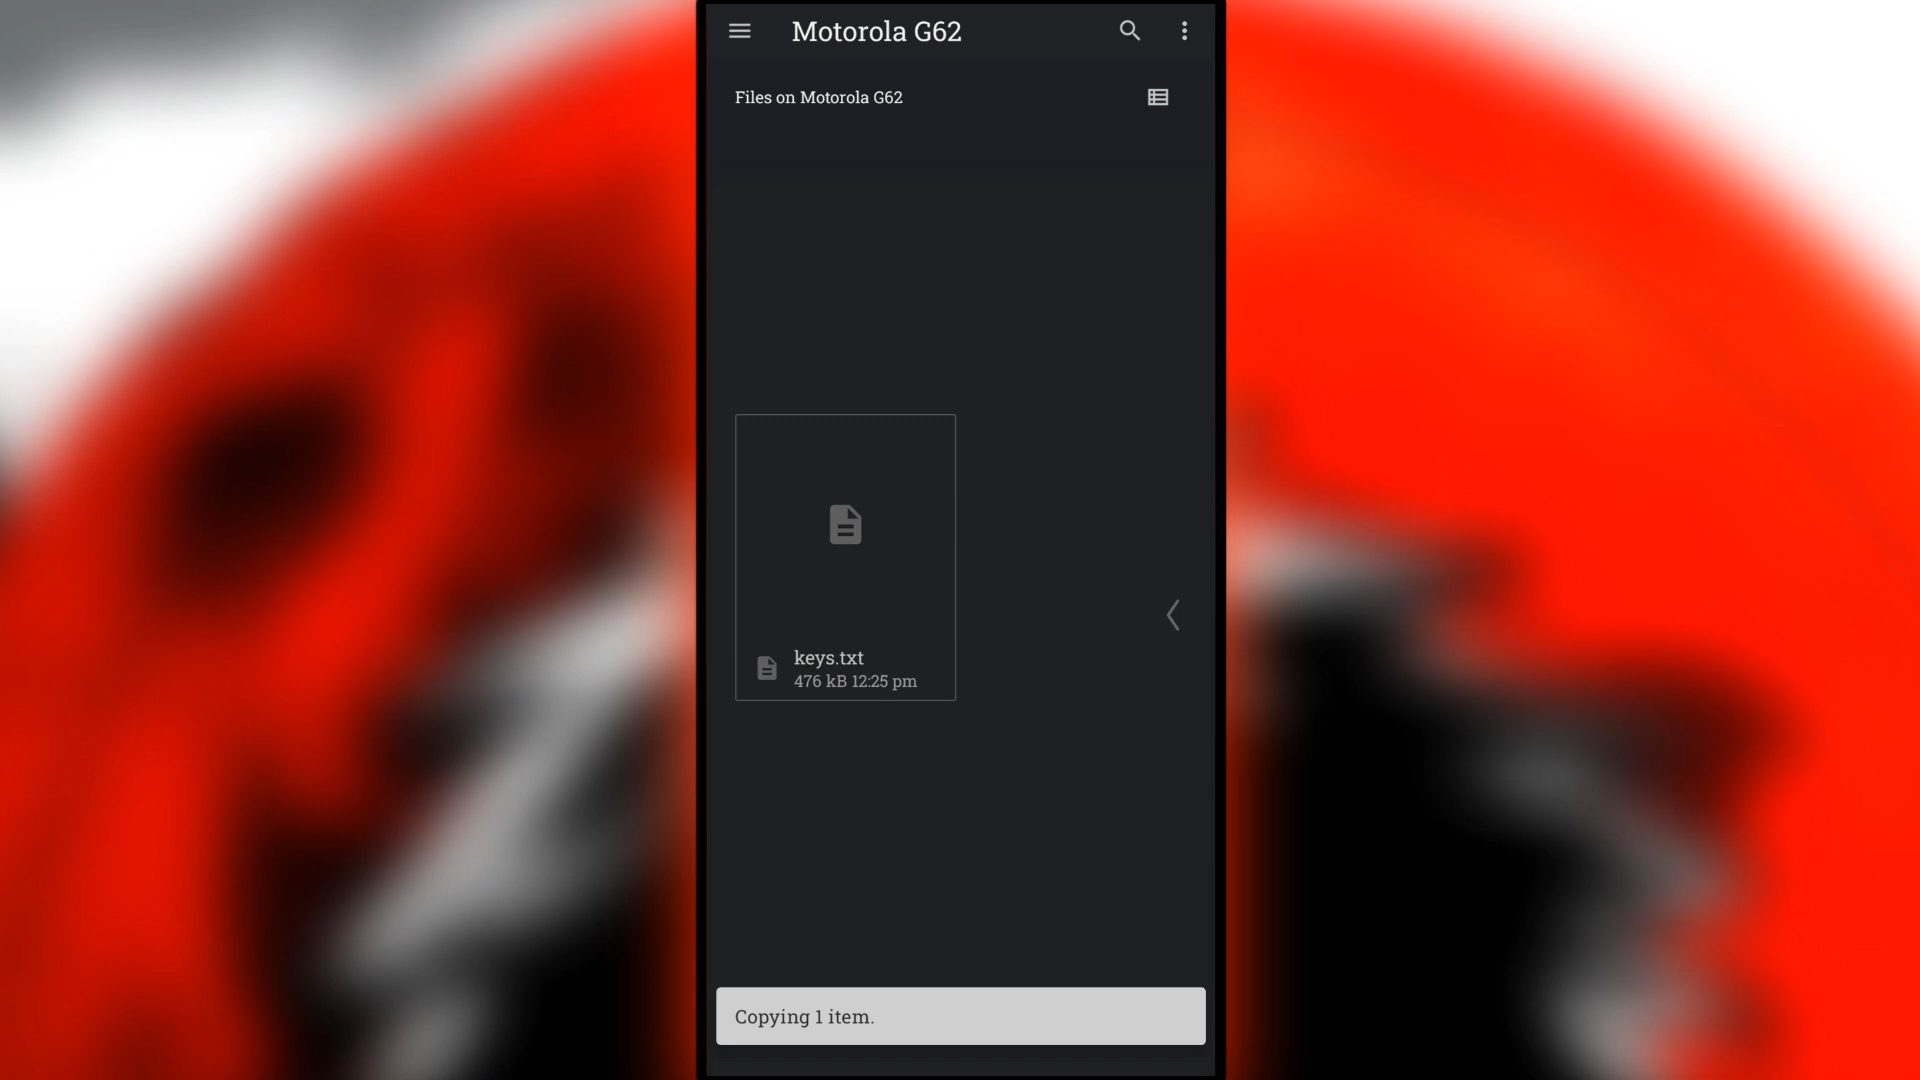 Motorola G62
Files on Motorola G62
keys.txt
476 kB 12:25 pm
Copying 1 item.